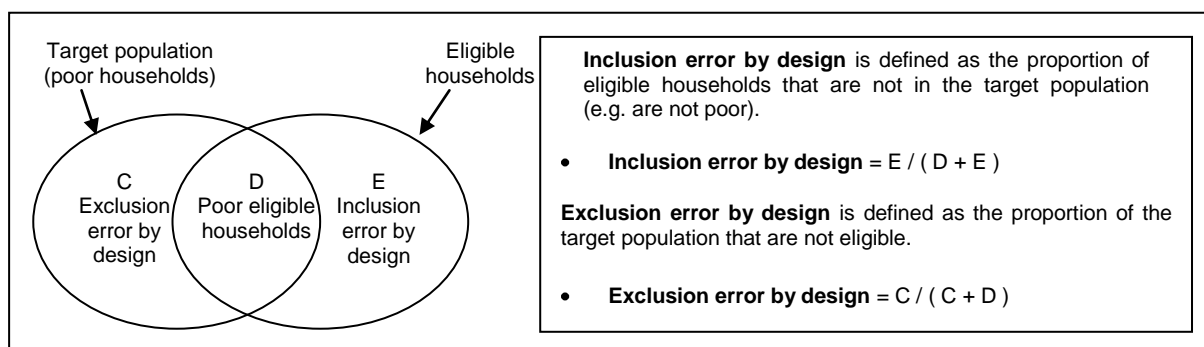 Target population
(poor households)
Eligible
households
C
Exclusion
error by
design
D
Poor eligible
households
E
Inclusion
error by
design
Inclusion error by design is defined as the proportion of
eligible households that are not in the target population
(e.g. are not poor).
• Inclusion error by design = E / ( D + E )
Exclusion error by design is defined as the proportion of the
target population that are not eligible.
• Exclusion error by design = C / ( C + D )